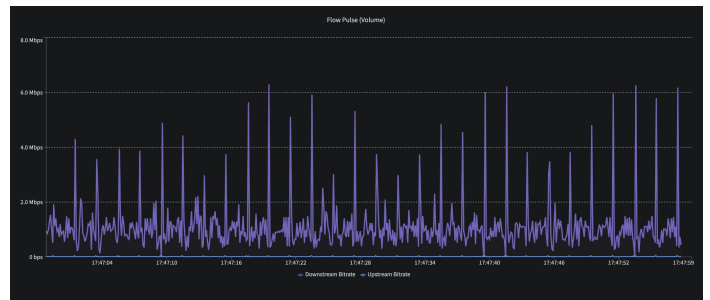 Flow Pulse (Volume)
8.0 Mbps
6.0 Mbps
4.0 Mbps
2.0 Mbps
0 bps
17:47:04 17:47:10 17:47:16 17:47:22 17:47:28 17:47:34 17:47:40 17:47:46 17:47:52 17:47:59
Downstream Bitrate Upstream Bitrate